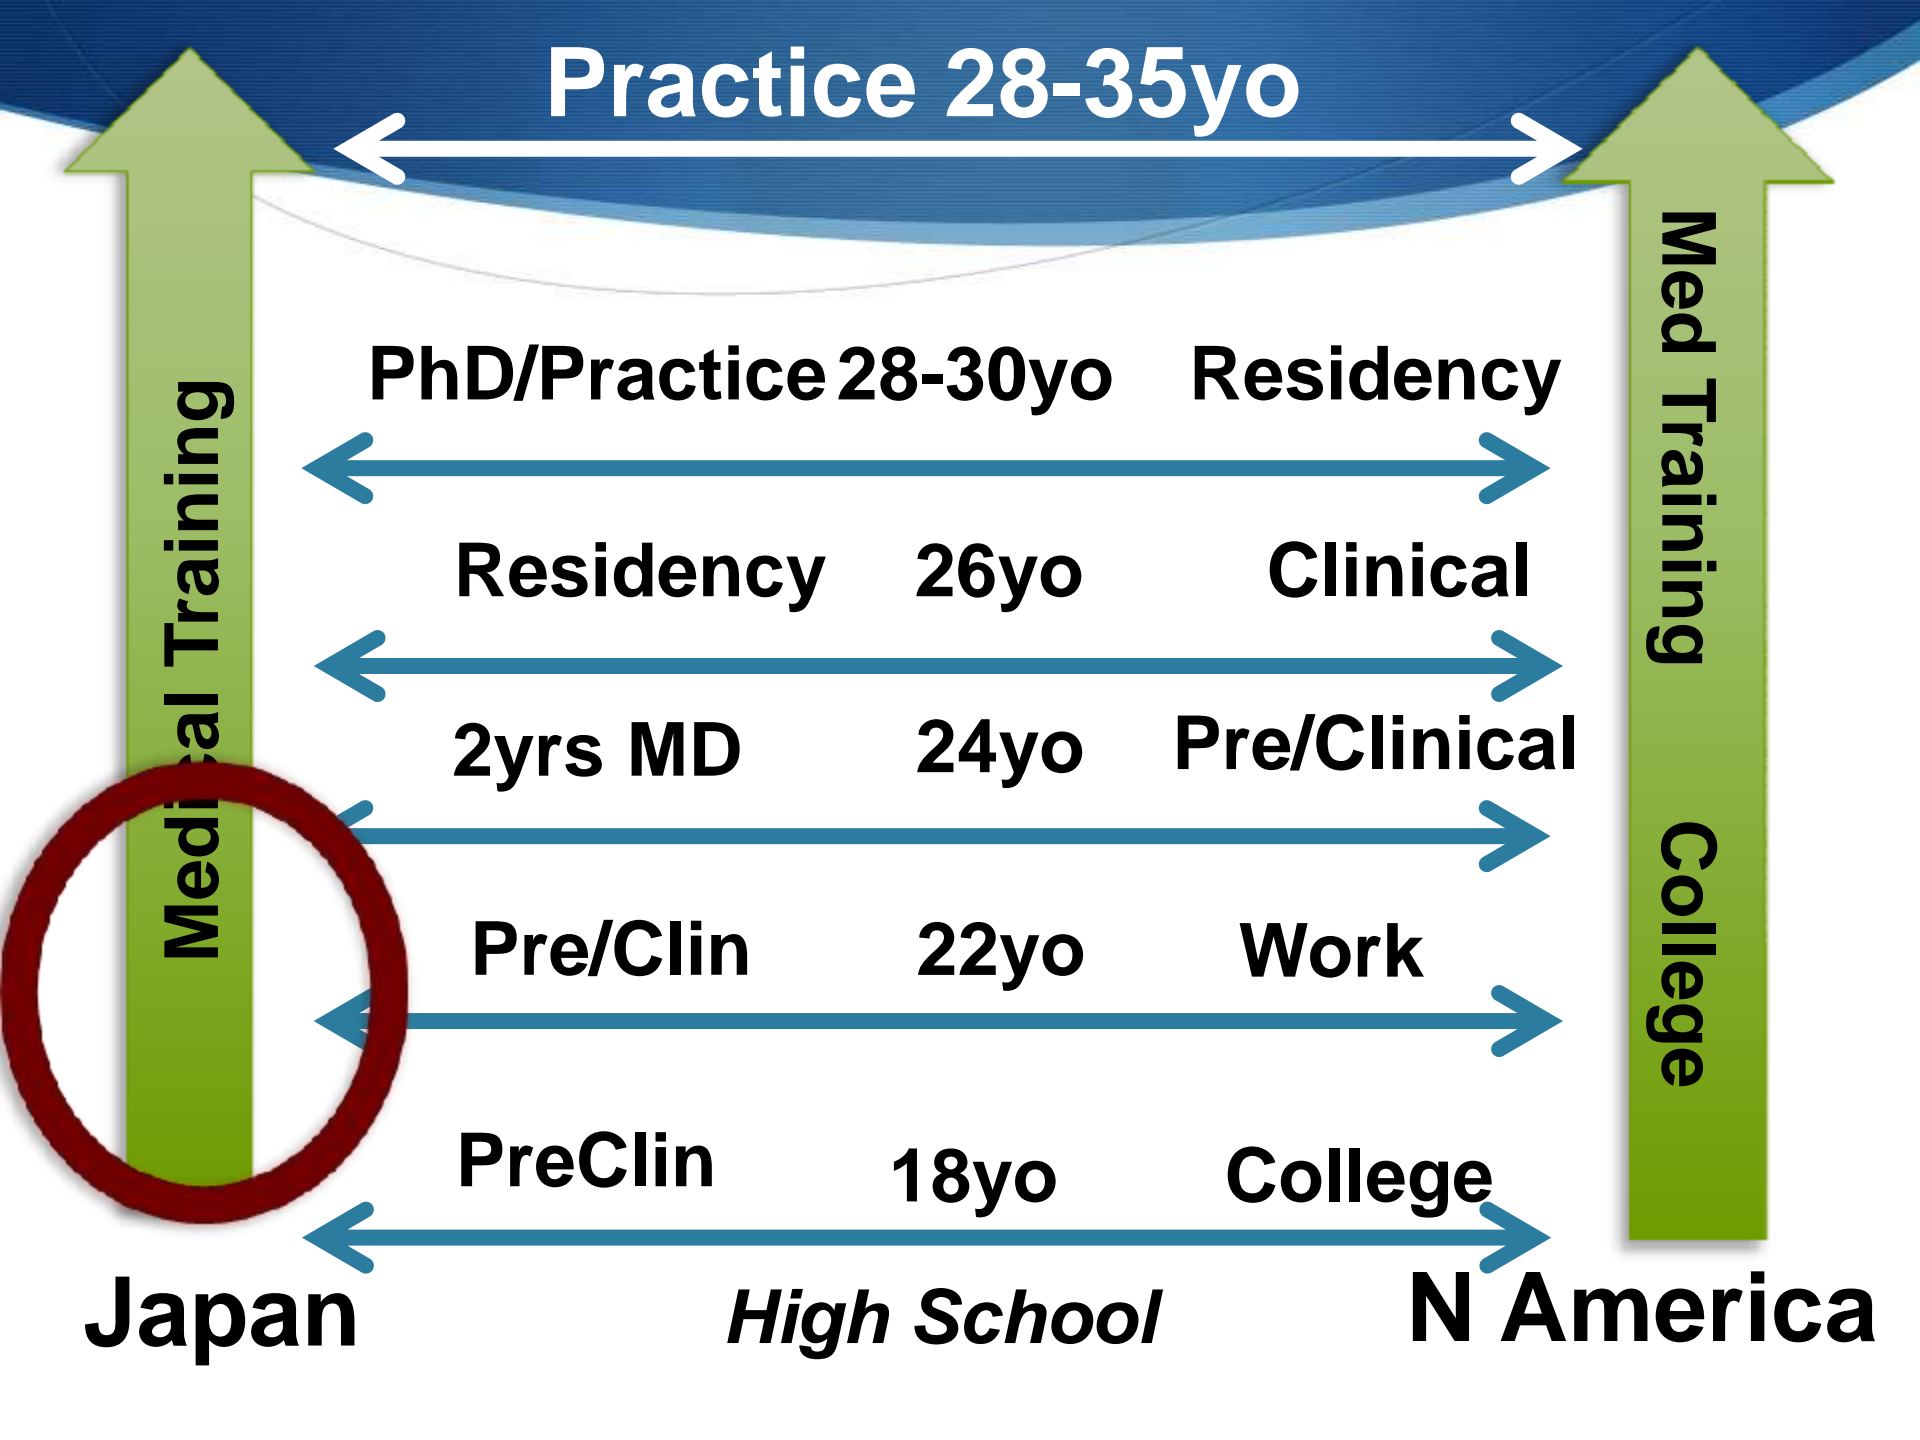 Practice 28-35yo
Medical Training
Med Training College
PhD/Practice 28-30yo Residency
Residency 26yo Clinical
2yrs MD 24yo Pre/Clinical
Pre/Clin 22yo Work
PreClin 18yo College
Japan High School N America